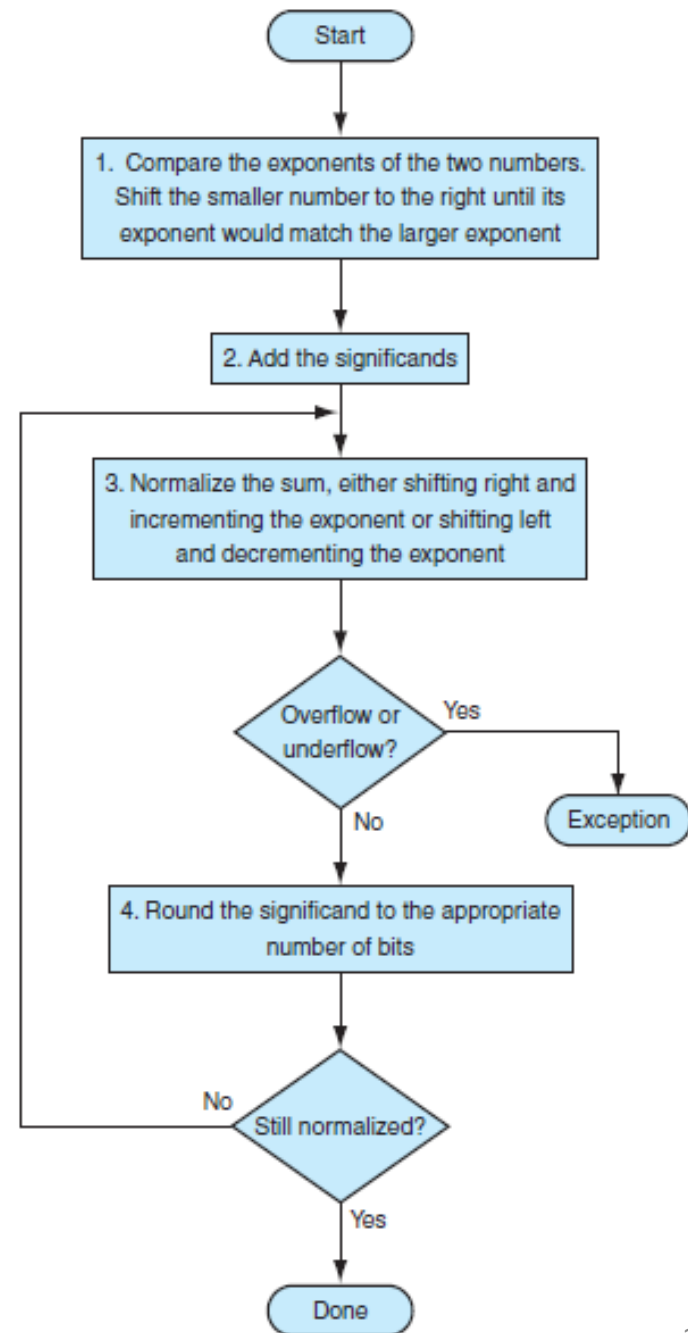 Start
1. Compare the exponents of the two numbers.
Shift the smaller number to the right until its
exponent would match the larger exponent
2. Add the significands
3. Normalize the sum, either shifting right and
incrementing the exponent or shifting left
and decrementing the exponent
Overflow or
underflow?
Yes
No
Exception
4. Round the significand to the appropriate
number of bits
No
Still normalized?
Yes
Done